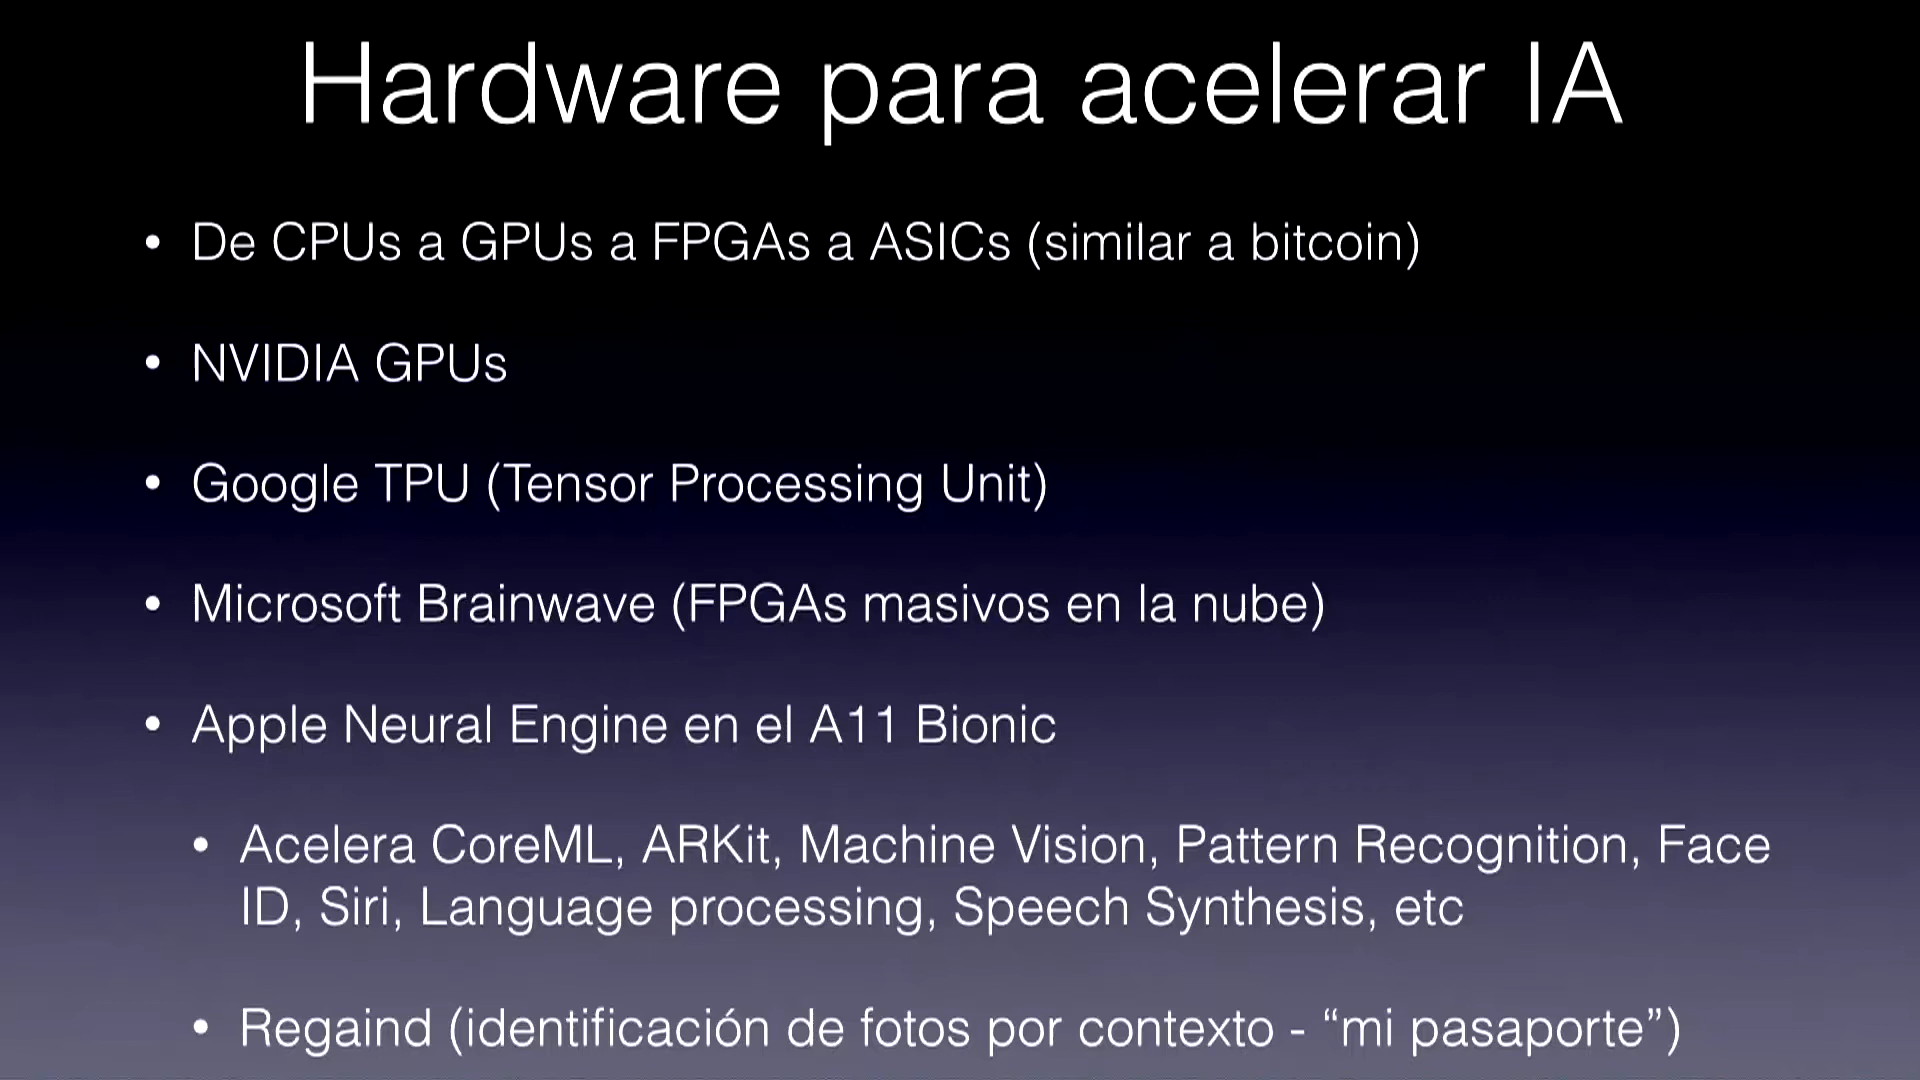 Hardware para acelerar IA
• De CPUs a GPUs a FPGAs a ASICs (similar a bitcoin)
• NVIDIA GPUs
• Google TPU (Tensor Processing Unit)
• Microsoft Brainwave (FPGAs masivos en la nube)
• Apple Neural Engine en el A11 Bionic
• Acelera CoreML, ARKit, Machine Vision, Pattern Recognition, Face
ID, Siri, Language processing, Speech Synthesis, etc
• Regaind (identificación de fotos por contexto - “mi pasaporte”)